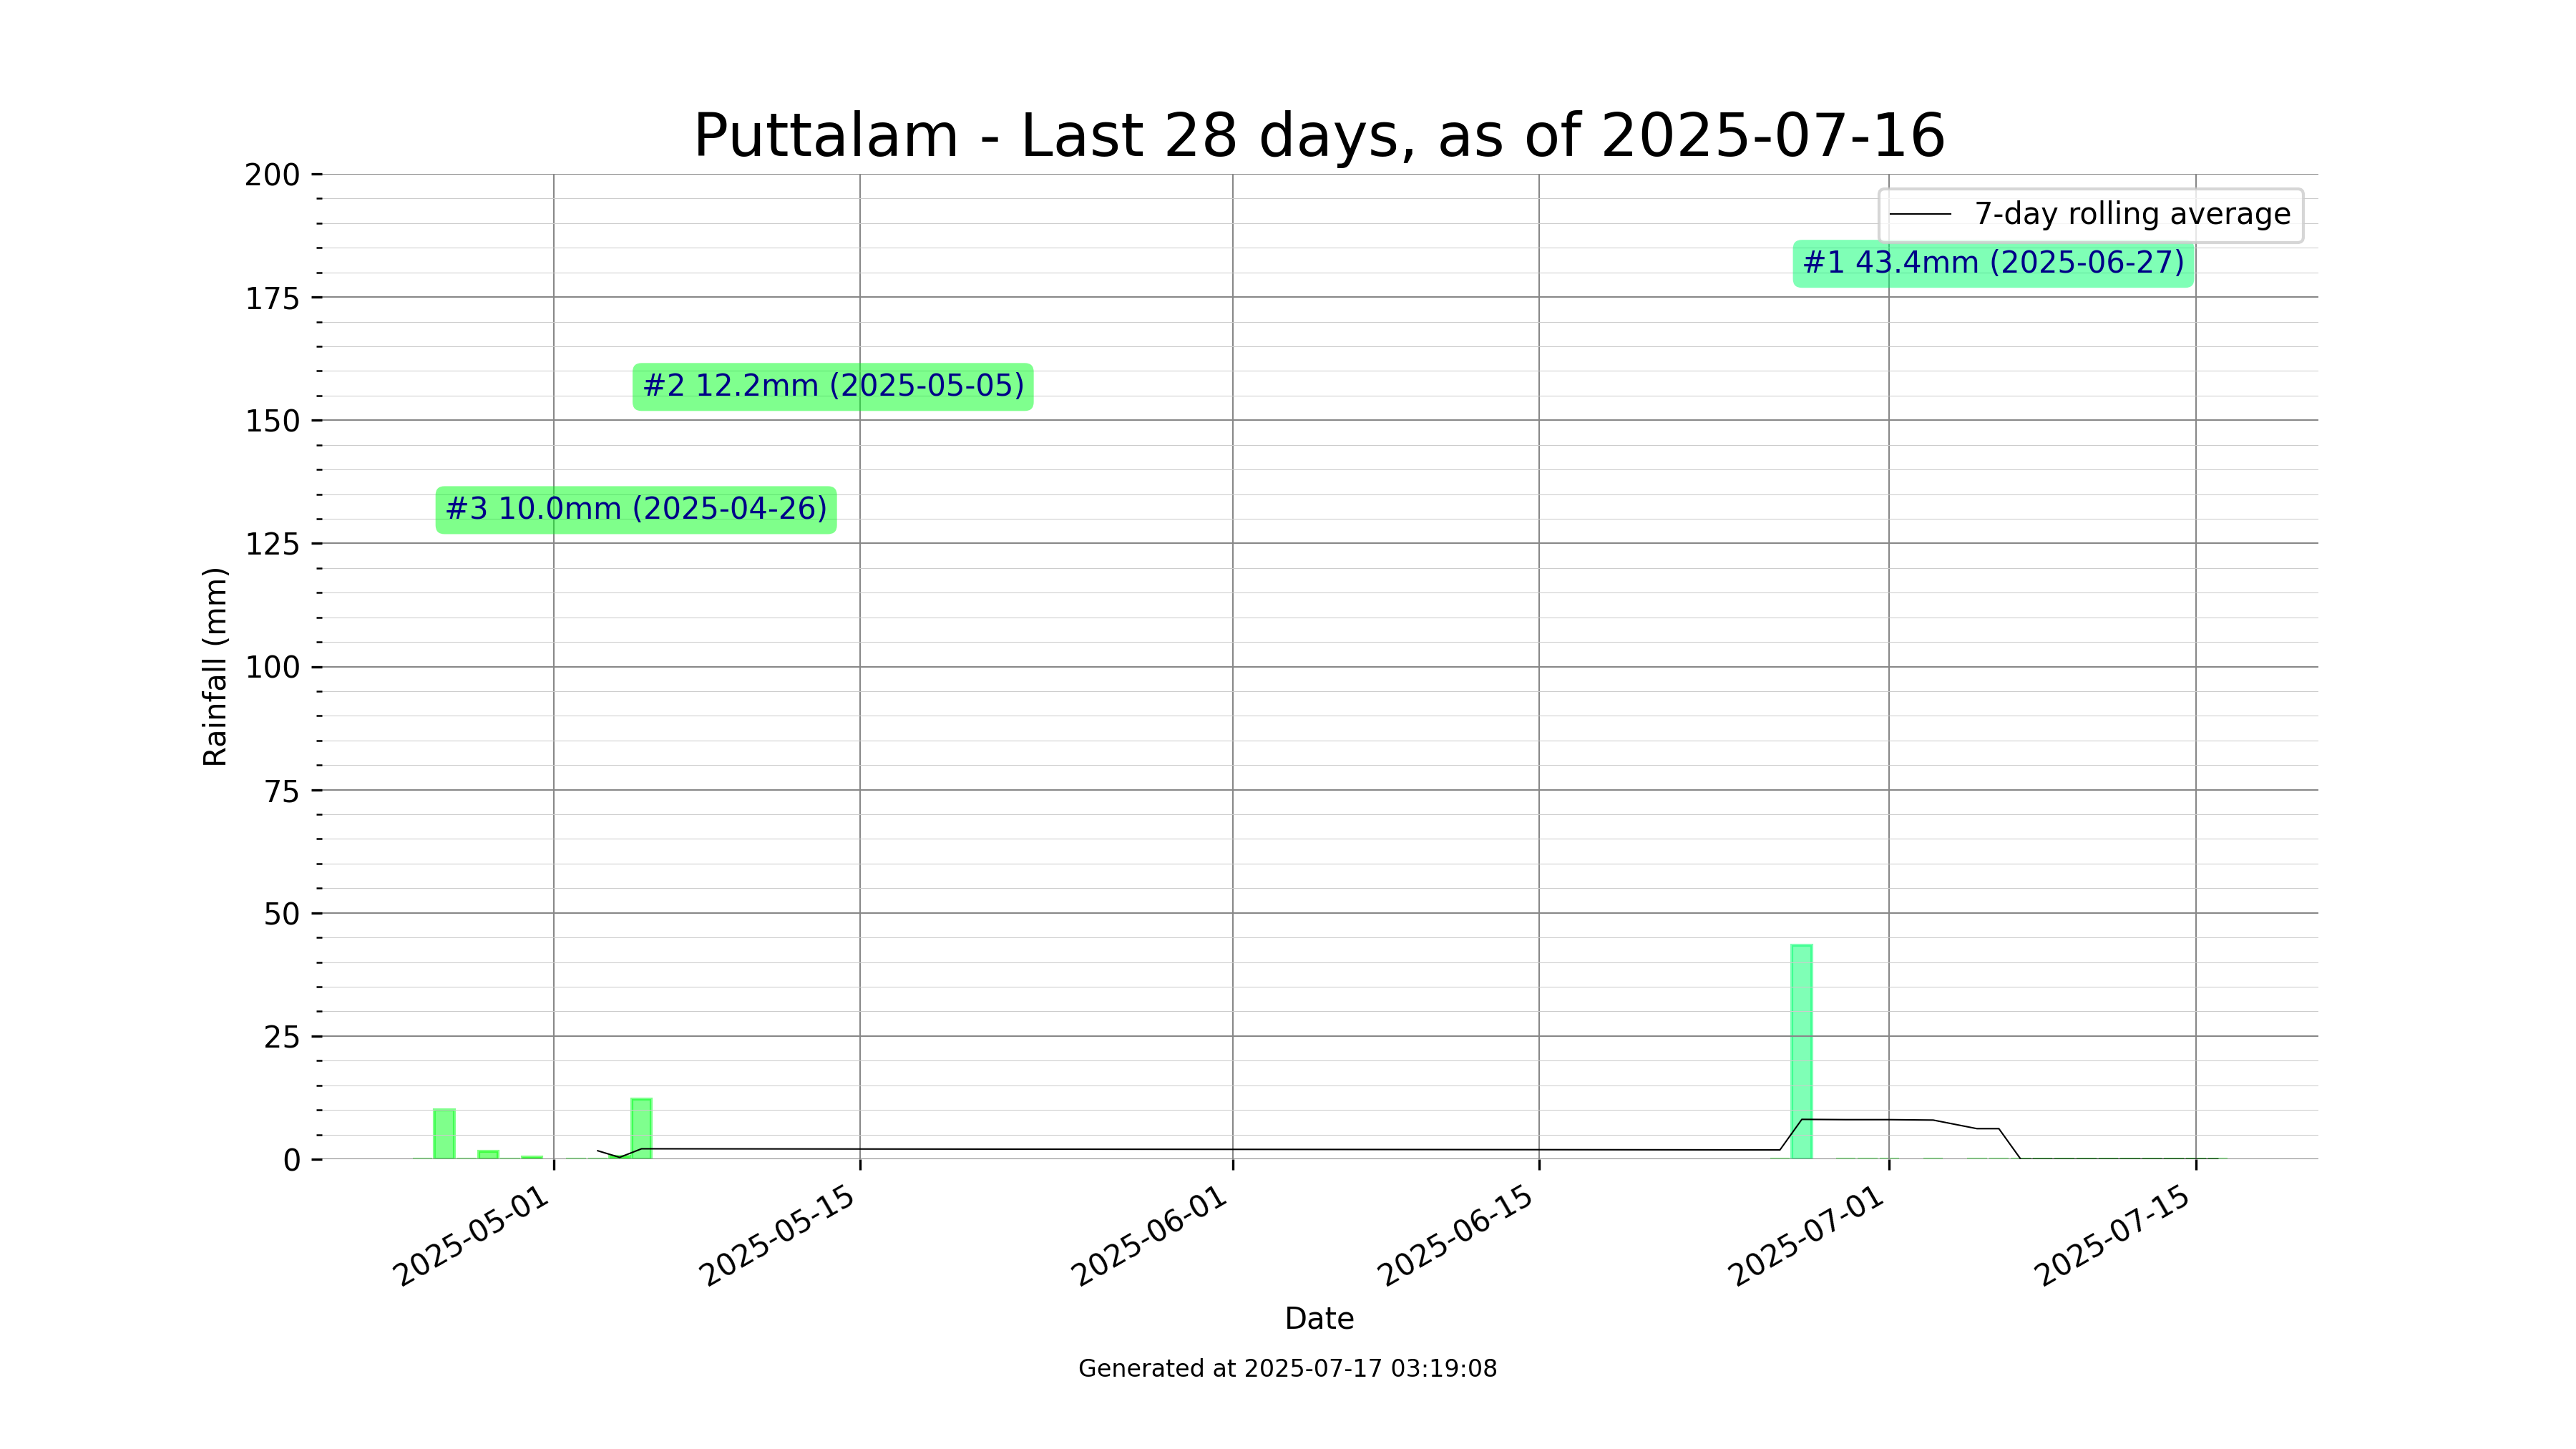 Puttalam - Last 28 days, as of 2025-07-16
200
175
150
125
100
75
50
25
0
Rainfall (mm)
7-day rolling average
#1 43.4mm (2025-06-27)
#2 12.2mm (2025-05-05)
#3 10.0mm (2025-04-26)
2025-05-01
2025-05-15
2025-06-01
2025-06-15
2025-07-01
2025-07-15
Date
Generated at 2025-07-17 03:19:08